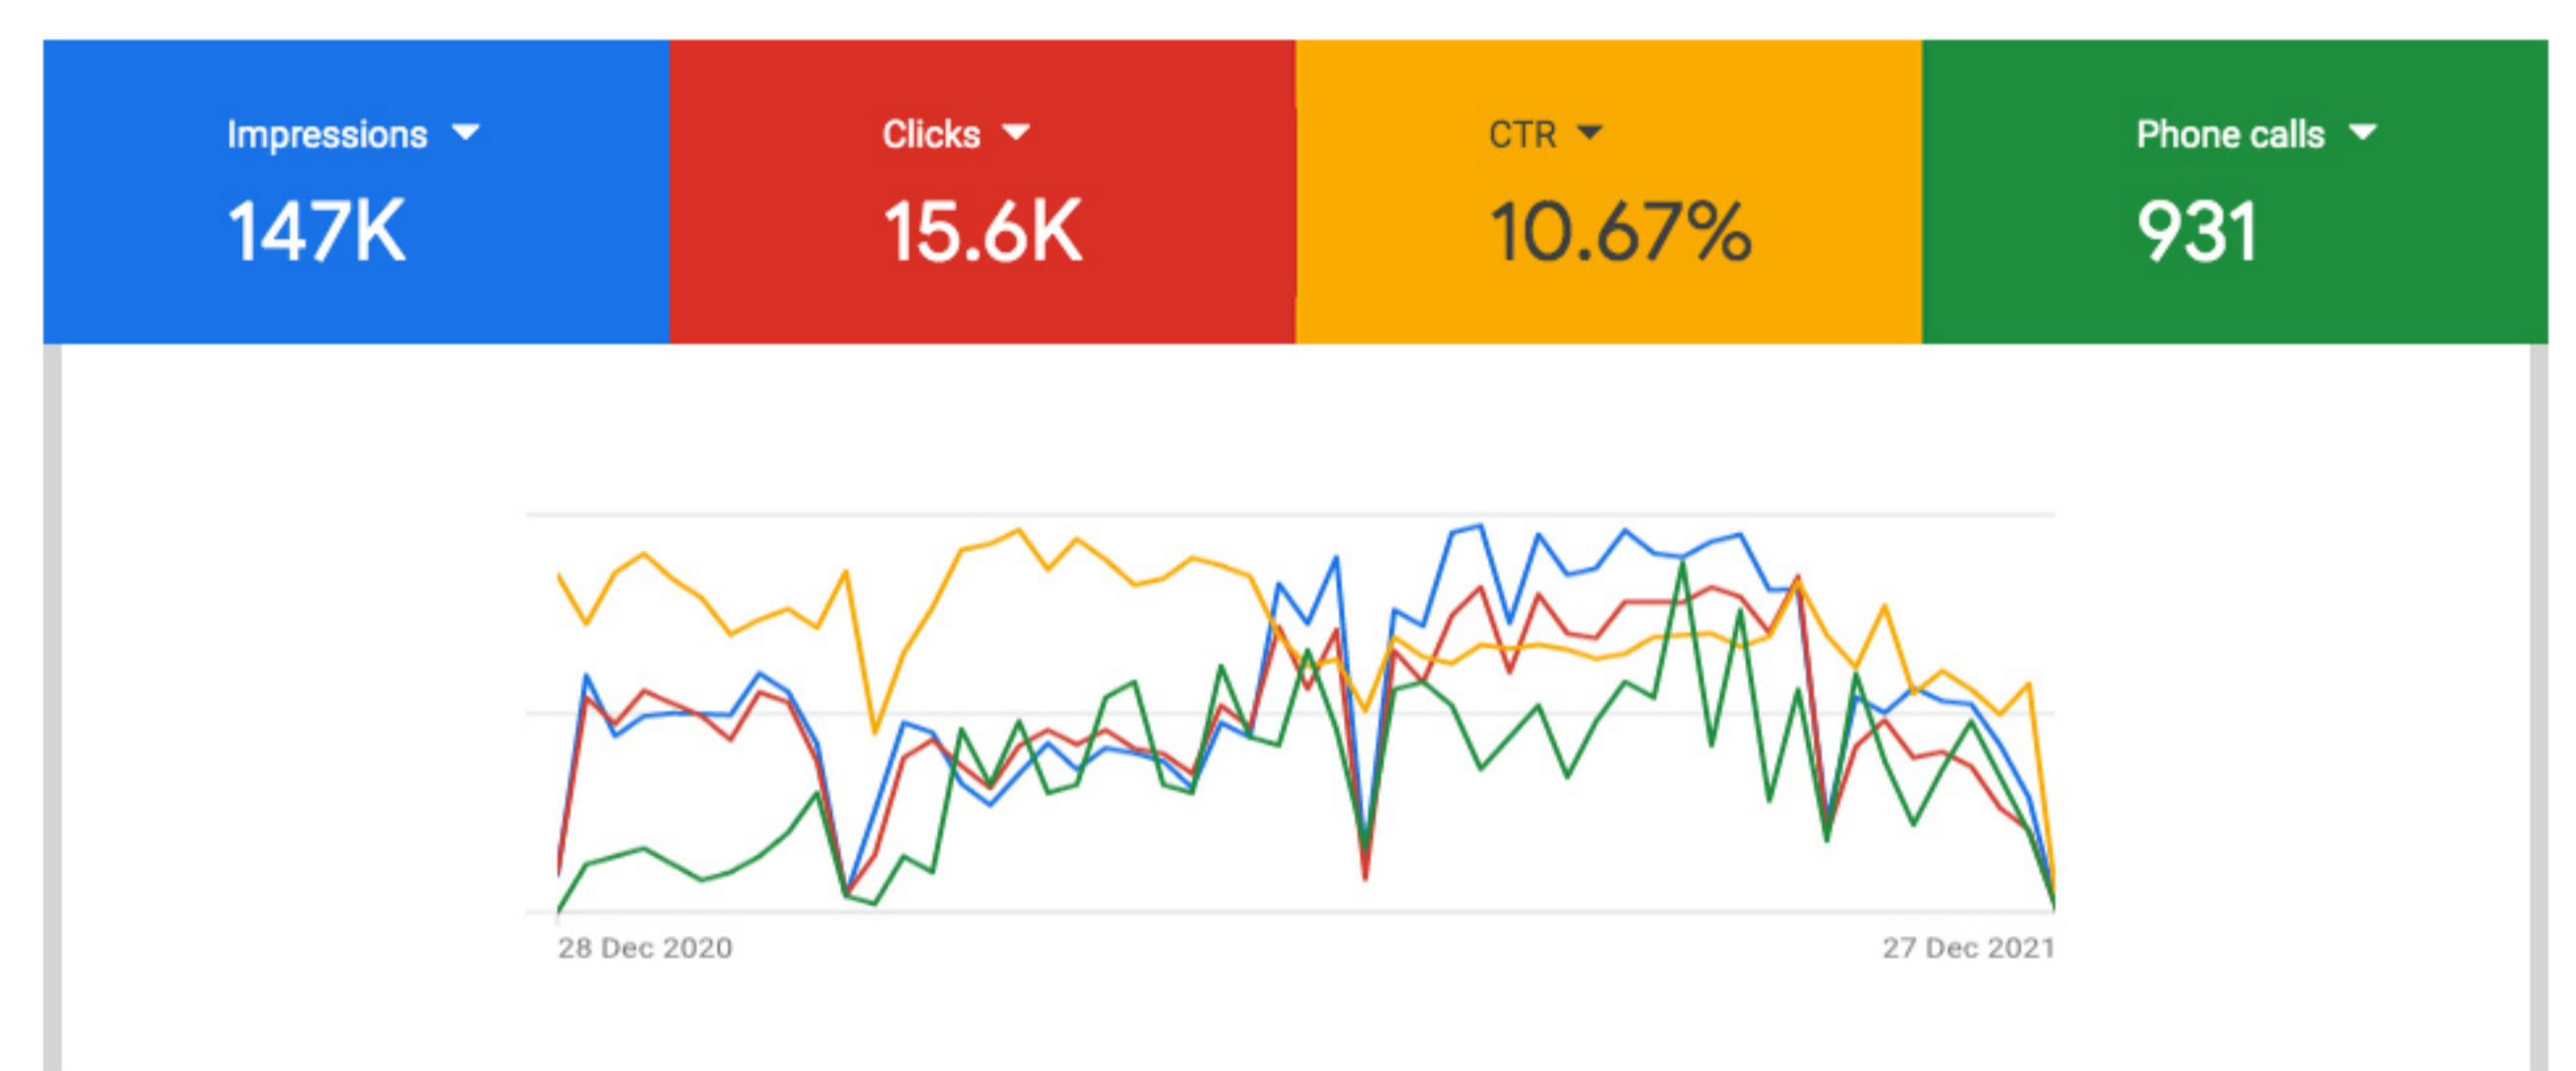 Impressions
147K
Clicks
15.6K
CTR
10.67%
Phone calls
931
28 Dec 2020
27 Dec 2021